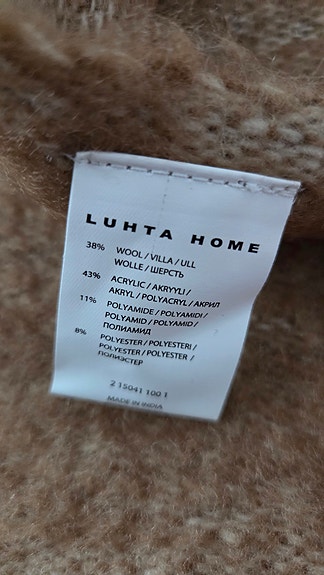 LUHTA HOME
38% WOOL / VILLA / ULL
WOLLE / ШЕРСТЬ
43% ACRYLIC / AKRYYLI /
AKRYL / POLYACRYL / АКРИЛ
11% POLYAMIDE / POLYAMIDI /
POLYAMID / POLYAMID /
ПОЛИАМИД
8% POLYESTER / POLYESTERI /
POLYESTER / POLYESTER /
ПОЛИЭСТЕР
2 15041 100 1
MADE IN INDIA